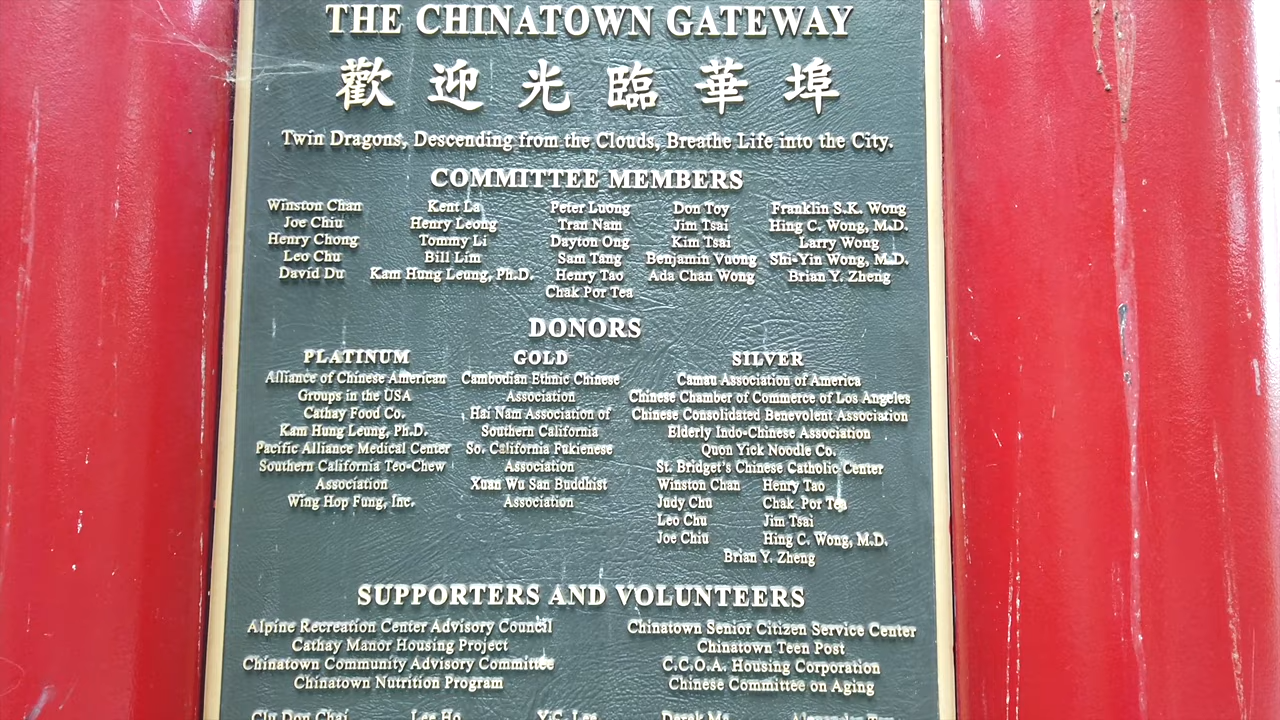 THE CHINATOWN GATEWAY
歡迎光臨華埠
Twin Dragons, Descending from the Clouds, Breathe Life into the City.
COMMITTEE MEMBERS
Winston Chan Kent La Peter Luong Don Toy Franklin S.K. Wong
Joe Chiu Henry Leong Tran Nam Jim Tsai Hing C. Wong, M.D.
Henry Chong Tommy Li Dayton Ong Kim Tsai Larry Wong
Leo Chu Bill Lim Sam Tang Benjamin Vuong Shi-Yin Wong, M.D.
David Du Kam Hung Leung, Ph.D. Henry Tao Ada Chan Wong Brian Y. Zheng
Chak Por Tea
DONORS
PLATINUM
Alliance of Chinese American
Groups in the USA
Cathay Food Co.
Kam Hung Leung, Ph.D.
Pacific Alliance Medical Center
Southern California Teo-Chew
Association
Wing Hop Fung, Inc.
GOLD
Cambodian Ethnic Chinese
Association
Hai Nam Association of
Southern California
So. California Fukienese
Association
Xuan Wu San Buddhist
Association
SILVER
Camau Association of America
Chinese Chamber of Commerce of Los Angeles
Chinese Consolidated Benevolent Association
Elderly Indo-Chinese Association
Quon Yick Noodle Co.
St. Bridget's Chinese Catholic Center
Winston Chan Henry Tao
Judy Chu Chak Por Tea
Leo Chu Jim Tsai
Joe Chiu Hing C. Wong, M.D.
Brian Y. Zheng
SUPPORTERS AND VOLUNTEERS
Alpine Recreation Center Advisory Council
Cathay Manor Housing Project
Chinatown Community Advisory Committee
Chinatown Nutrition Program
Chinatown Senior Citizen Service Center
Chinatown Teen Post
C.C.O.A. Housing Corporation
Chinese Committee on Aging